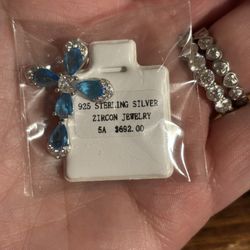 925 STERLING SILVER
ZIRCON JEWELRY
5A $692.00